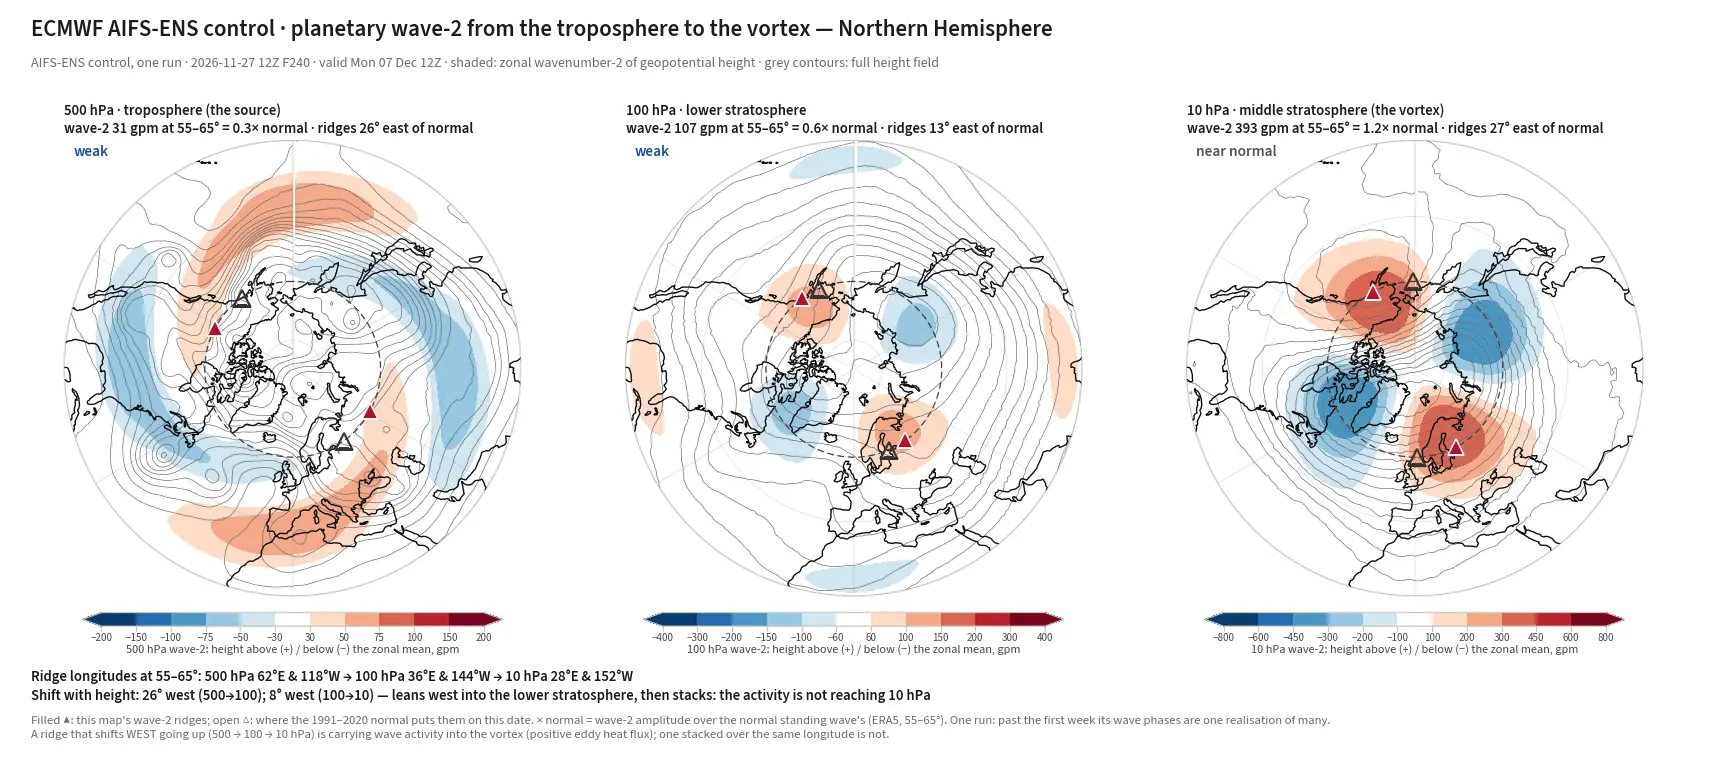 ECMWF AIFS-ENS control · planetary wave-2 from the troposphere to the vortex — Northern Hemisphere
AIFS-ENS control, one run · 2026-11-27 12Z F240 · valid Mon 07 Dec 12Z · shaded: zonal wavenumber-2 of geopotential height · grey contours: full height field
500 hPa · troposphere (the source)
wave-2 31 gpm at 55–65° = 0.3× normal · ridges 26° east of normal
weak
100 hPa · lower stratosphere
wave-2 107 gpm at 55–65° = 0.6× normal · ridges 13° east of normal
weak
10 hPa · middle stratosphere (the vortex)
wave-2 393 gpm at 55–65° = 1.2× normal · ridges 27° east of normal
near normal
−200 −150 −100 −75 −50 −30 30 50 75 100 150 200
500 hPa wave-2: height above (+) / below (−) the zonal mean, gpm
−400 −300 −200 −150 −100 −60 60 100 150 200 300 400
100 hPa wave-2: height above (+) / below (−) the zonal mean, gpm
−800 −600 −450 −300 −200 −100 100 200 300 450 600 800
10 hPa wave-2: height above (+) / below (−) the zonal mean, gpm
Ridge longitudes at 55–65°: 500 hPa 62°E & 118°W → 100 hPa 36°E & 144°W → 10 hPa 28°E & 152°W
Shift with height: 26° west (500→100); 8° west (100→10) — leans west into the lower stratosphere, then stacks: the activity is not reaching 10 hPa
Filled ▲: this map's wave-2 ridges; open △: where the 1991–2020 normal puts them on this date. × normal = wave-2 amplitude over the normal standing wave's (ERA5, 55–65°). One run: past the first week its wave phases are one realisation of many.
A ridge that shifts WEST going up (500 → 100 → 10 hPa) is carrying wave activity into the vortex (positive eddy heat flux); one stacked over the same longitude is not.